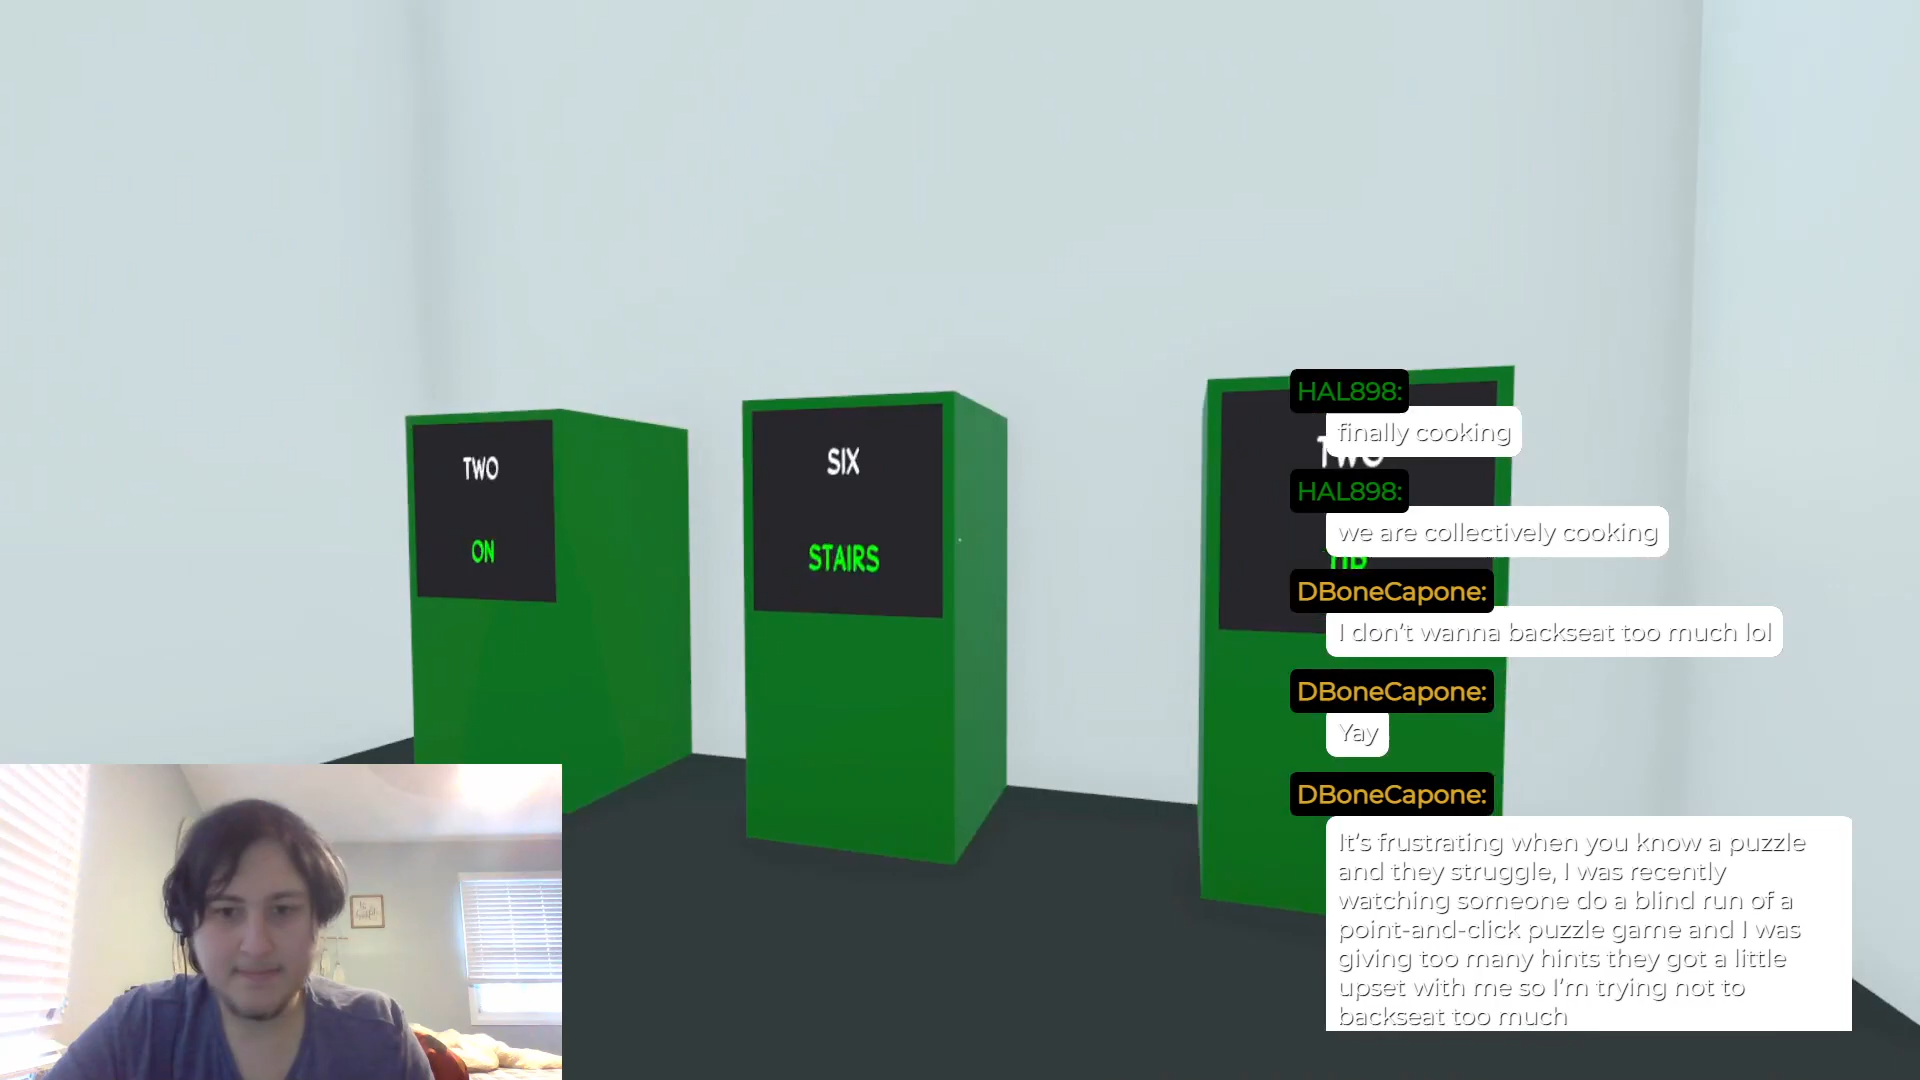 TWO
ON
SIX
STAIRS
TWO
UP
HAL898:
finally cooking
HAL898:
we are collectively cooking
DBoneCapone:
I don't wanna backseat too much lol
DBoneCapone:
Yay
DBoneCapone:
It's frustrating when you know a puzzle
and they struggle, I was recently
watching someone do a blind run of a
point-and-click puzzle game and I was
giving too many hints they got a little
upset with me so I'm trying not to
backseat too much